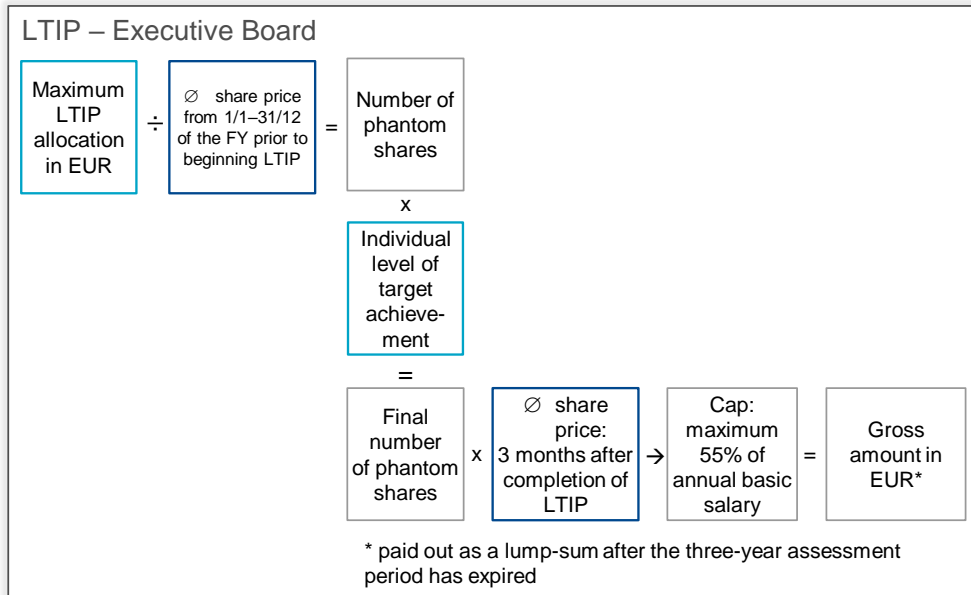 LTIP – Executive Board
Maximum
LTIP
allocation
in EUR
÷
∅ share price
from 1/1–31/12
of the FY prior to
beginning LTIP
=
Number of
phantom
shares
x
Individual
level of
target
achieve-
ment
=
Final
number
of phantom
shares
x
∅ share
price:
3 months after
completion of
LTIP
→
Cap:
maximum
55% of
annual basic
salary
=
Gross
amount in
EUR*
* paid out as a lump-sum after the three-year assessment
period has expired